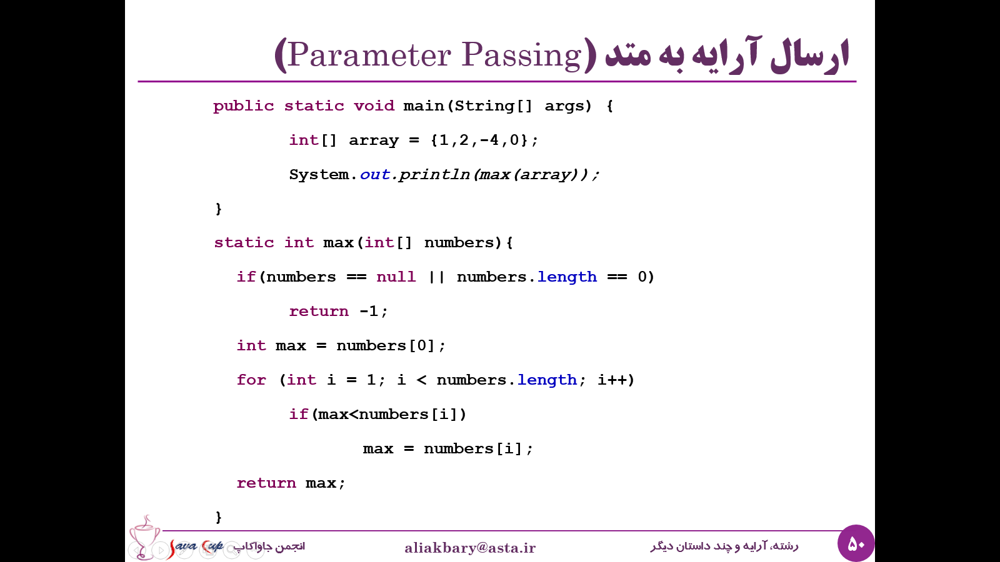 ارسال آرایه به متد (Parameter Passing)
public static void main(String[] args) {
int[] array = {1,2,-4,0};
System.out.println(max(array));
}
static int max(int[] numbers){
if(numbers == null || numbers.length == 0)
return -1;
int max = numbers[0];
for (int i = 1; i < numbers.length; i++)
if(max<numbers[i])
max = numbers[i];
return max;
}
۵۰
رشته، آرایه و چند داستان دیگر
aliakbary@asta.ir
انجمن جاواکاپ
Java Cup